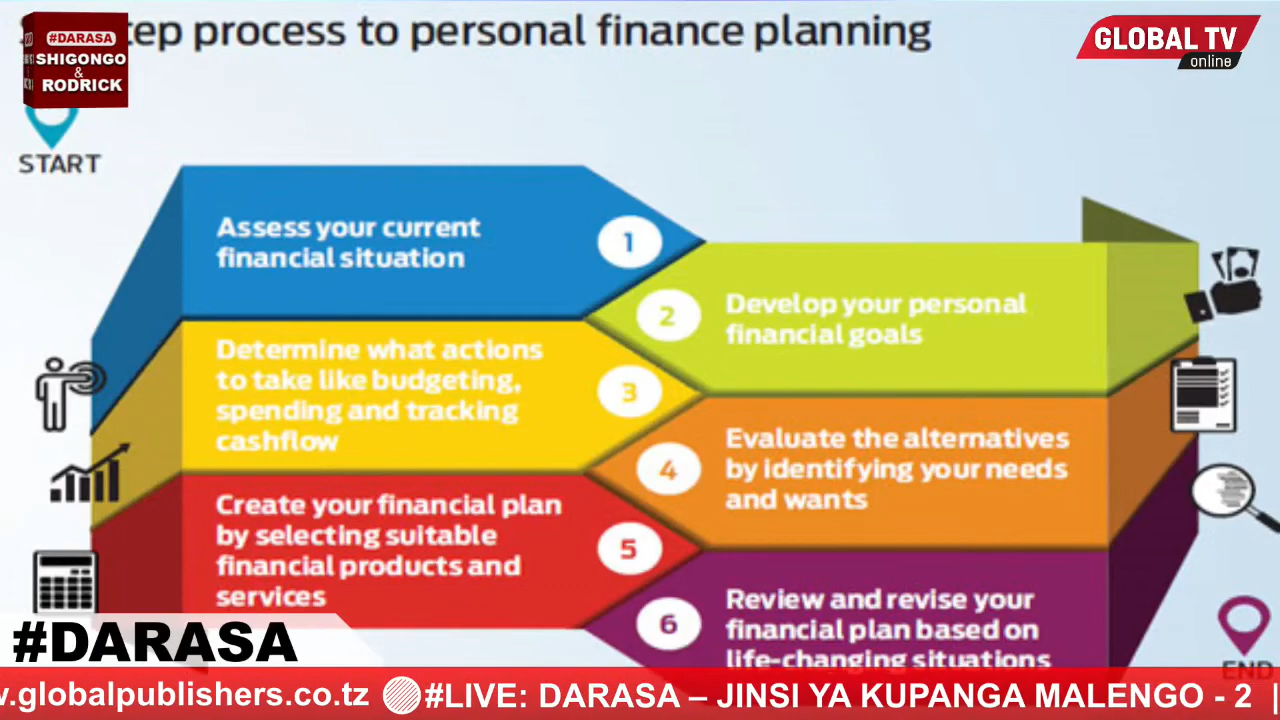 tep process to personal finance planning
#DARASA
SHIGONGO
&
RODRICK
GLOBAL TV
online
START
Assess your current
financial situation
1
2
Develop your personal
financial goals
Determine what actions
to take like budgeting,
spending and tracking
cashflow
3
4
Evaluate the alternatives
by identifying your needs
and wants
Create your financial plan
by selecting suitable
financial products and
services
5
6
Review and revise your
financial plan based on
life-changing situations
END
#DARASA
w.globalpublishers.co.tz #LIVE: DARASA – JINSI YA KUPANGA MALENGO - 2 |